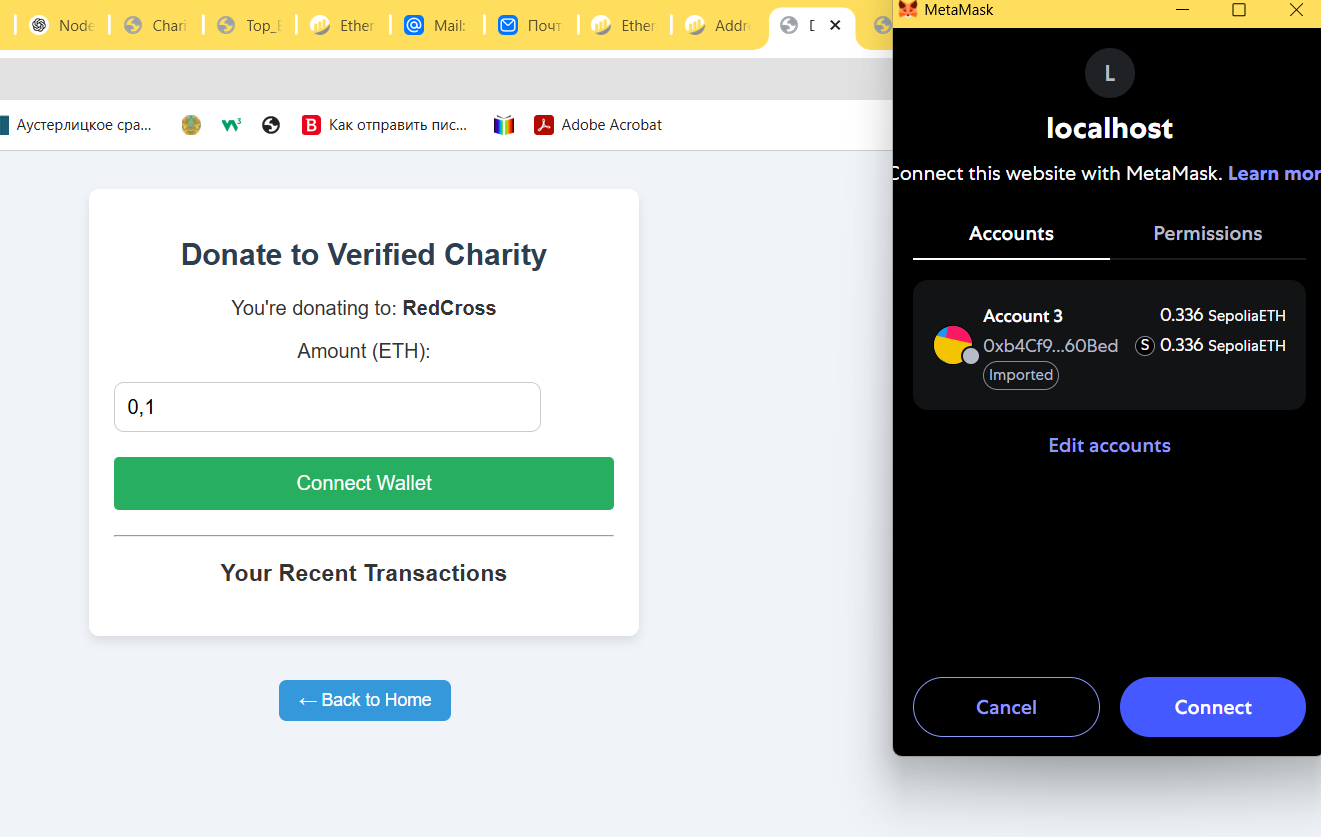 Node
Chari
Top_
Ether
Mail:
Почт
Ether
Addr
MetaMask
L
localhost
Connect this website with MetaMask. Learn mor
Accounts
Permissions
Account 3
0.336 SepoliaETH
0xb4Cf9...60Bed
S 0.336 SepoliaETH
Imported
Edit accounts
Cancel
Connect
Аустерлицкое сра...
w3
B Как отправить пис...
Adobe Acrobat
Donate to Verified Charity
You're donating to: RedCross
Amount (ETH):
0,1
Connect Wallet
Your Recent Transactions
← Back to Home